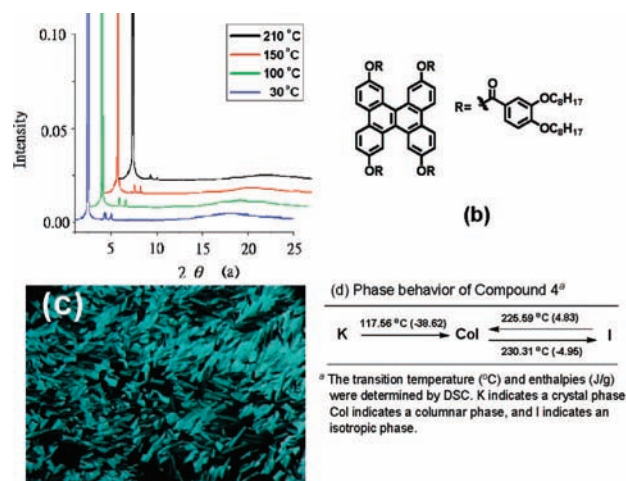 0.10
0.05
0.00
Intensity
210 °C
150 °C
100 °C
30 °C
5 10 15 20 25
2 θ (a)
OR OR
OR OR
R=
O
OC₈H₁₇
OC₈H₁₇
(b)
(c)
(d) Phase behavior of Compound 4ᵃ
K 117.56 °C (-38.62) Col 225.59 °C (4.83) I
230.31 °C (-4.95)
ᵃ The transition temperature (°C) and enthalpies (J/g)
were determined by DSC. K indicates a crystal phase
Col indicates a columnar phase, and I indicates an
isotropic phase.